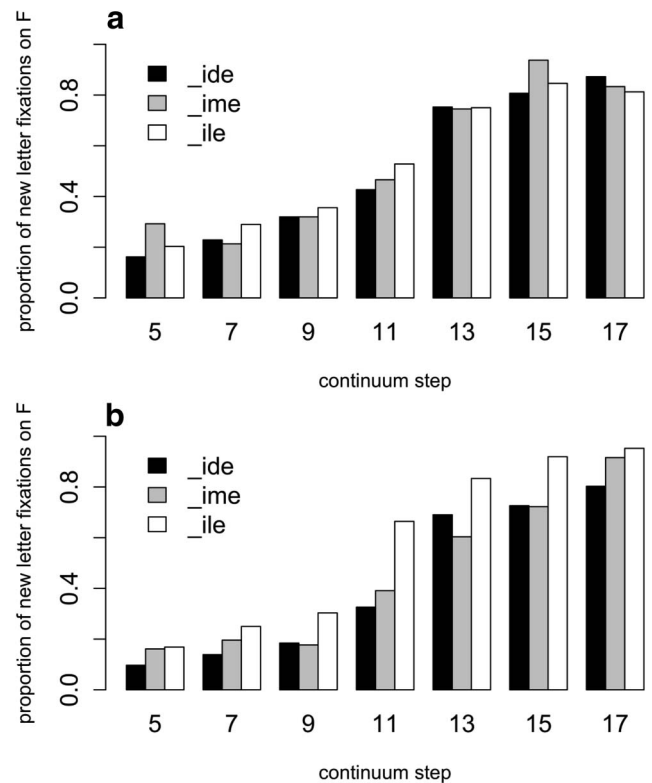 a
proportion of new letter fixations on F
0.8
0.4
0.0
_ide
_ime
_ile
5 7 9 11 13 15 17
continuum step
b
proportion of new letter fixations on F
0.8
0.4
0.0
_ide
_ime
_ile
5 7 9 11 13 15 17
continuum step